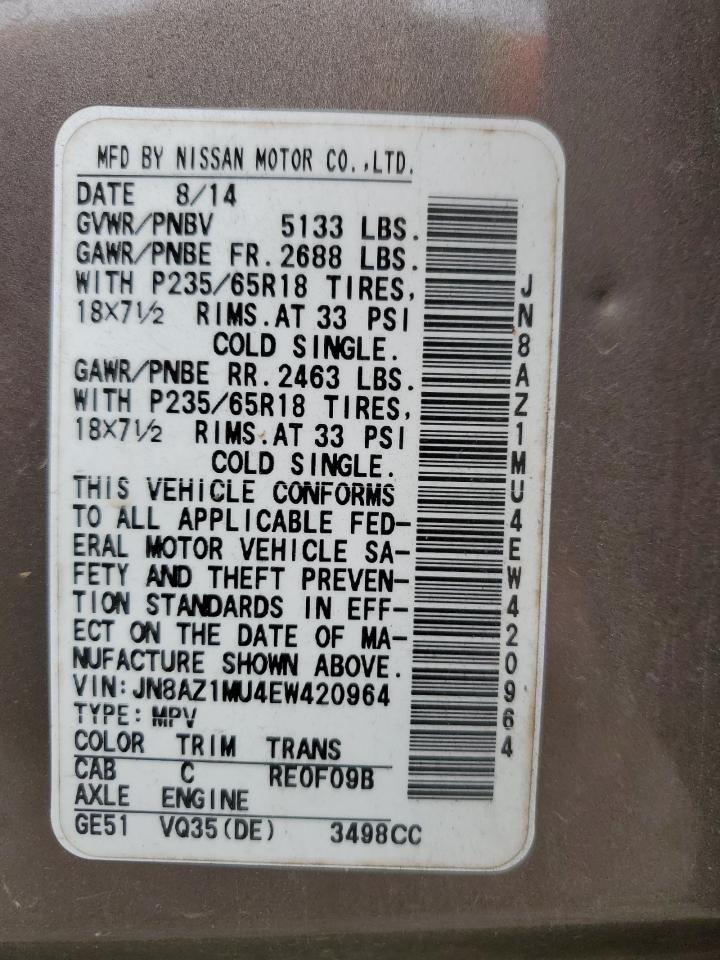 MFD BY NISSAN MOTOR CO.,LTD.
DATE 8/14
GVWR/PNBV 5133 LBS.
GAWR/PNBE FR. 2688 LBS.
WITH P235/65R18 TIRES,
18X7½ RIMS. AT 33 PSI
COLD SINGLE.
GAWR/PNBE RR. 2463 LBS.
WITH P235/65R18 TIRES,
18X7½ RIMS. AT 33 PSI
COLD SINGLE.
THIS VEHICLE CONFORMS
TO ALL APPLICABLE FED-
ERAL MOTOR VEHICLE SA-
FETY AND THEFT PREVEN-
TION STANDARDS IN EFF-
ECT ON THE DATE OF MA-
NUFACTURE SHOWN ABOVE.
VIN: JN8AZ1MU4EW420964
TYPE: MPV
COLOR TRIM TRANS
CAB C RE0F09B
AXLE ENGINE
GE51 VQ35(DE) 3498CC
JN8AZ1MU4EW420964